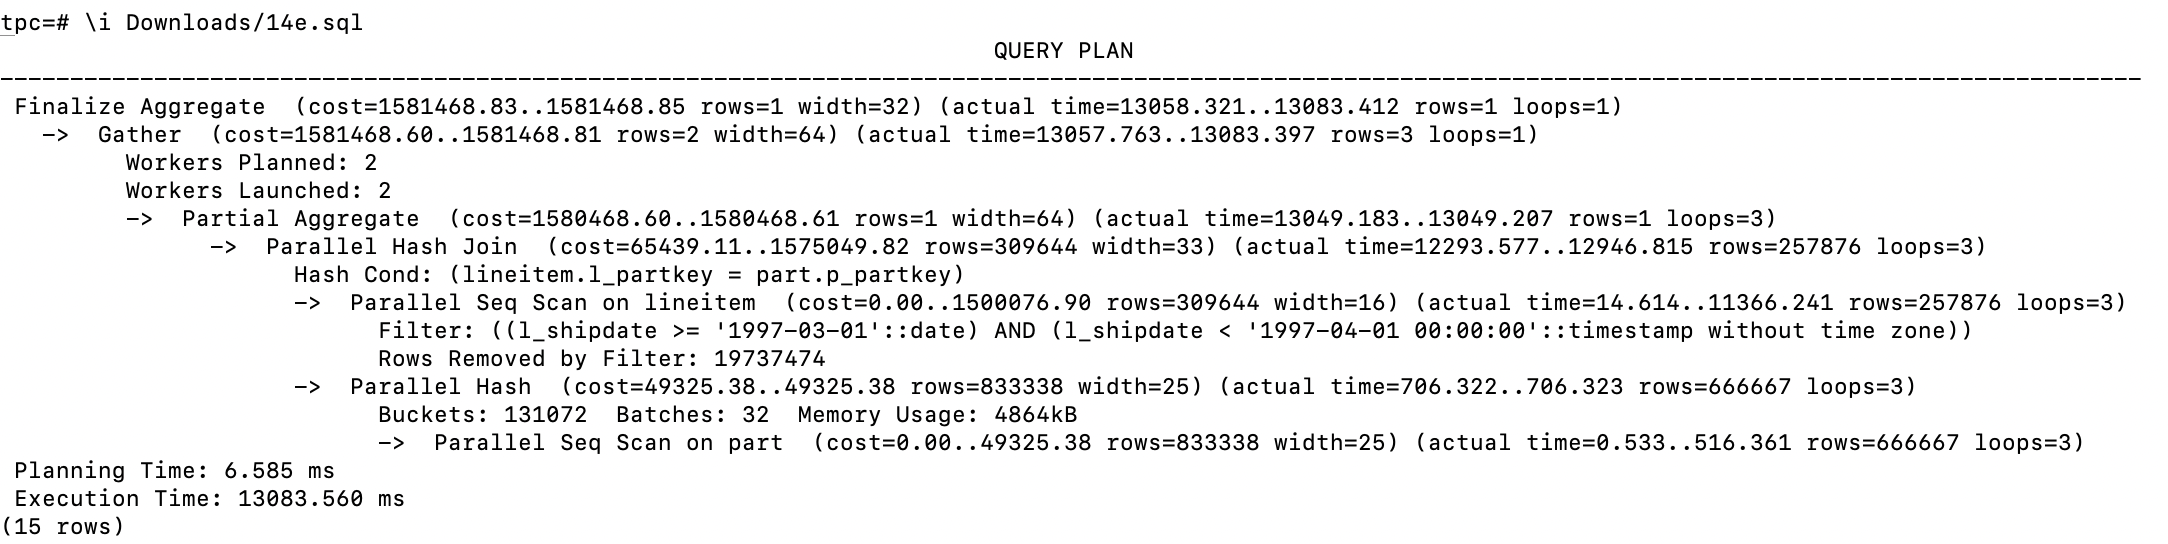 tpc=# \i Downloads/14e.sql
QUERY PLAN
---------------------------------------------------------------------------------------------------------------------------------------------------------
Finalize Aggregate  (cost=1581468.83..1581468.85 rows=1 width=32) (actual time=13058.321..13083.412 rows=1 loops=1)
  ->  Gather  (cost=1581468.60..1581468.81 rows=2 width=64) (actual time=13057.763..13083.397 rows=3 loops=1)
        Workers Planned: 2
        Workers Launched: 2
        ->  Partial Aggregate  (cost=1580468.60..1580468.61 rows=1 width=64) (actual time=13049.183..13049.207 rows=1 loops=3)
              ->  Parallel Hash Join  (cost=65439.11..1575049.82 rows=309644 width=33) (actual time=12293.577..12946.815 rows=257876 loops=3)
                    Hash Cond: (lineitem.l_partkey = part.p_partkey)
                    ->  Parallel Seq Scan on lineitem  (cost=0.00..1500076.90 rows=309644 width=16) (actual time=14.614..11366.241 rows=257876 loops=3)
                          Filter: ((l_shipdate >= '1997-03-01'::date) AND (l_shipdate < '1997-04-01 00:00:00'::timestamp without time zone))
                          Rows Removed by Filter: 19737474
                    ->  Parallel Hash  (cost=49325.38..49325.38 rows=833338 width=25) (actual time=706.322..706.323 rows=666667 loops=3)
                          Buckets: 131072  Batches: 32  Memory Usage: 4864kB
                          ->  Parallel Seq Scan on part  (cost=0.00..49325.38 rows=833338 width=25) (actual time=0.533..516.361 rows=666667 loops=3)
Planning Time: 6.585 ms
Execution Time: 13083.560 ms
(15 rows)